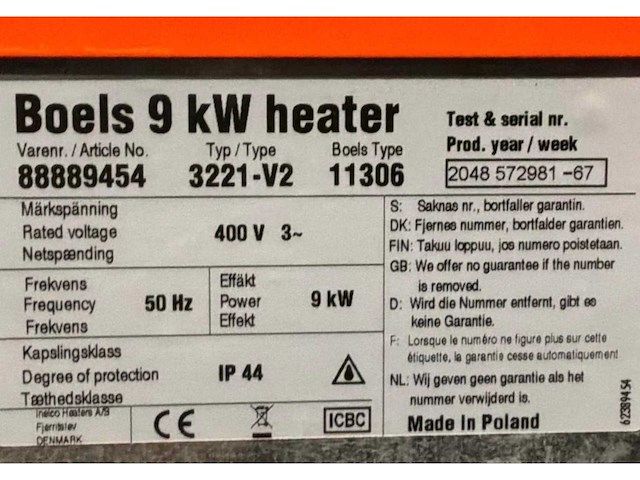 Boels 9 kW heater
Varenr. / Article No. Typ / Type Boels Type
88889454 3221-V2 11306
Test & serial nr.
Prod. year / week
2048 572981 -67
Märkspänning
Rated voltage 400 V 3~
Netspænding
Frekvens
Frequency 50 Hz
Frekvens
Effäkt
Power 9 kW
Effekt
Kapslingsklass
Degree of protection IP 44
Tæthedsklasse
Inelco Heaters A/S
Fjerritslev
DENMARK
CE
ICBC
S: Saknas nr., bortfaller garantin.
DK: Fjernes nummer, bortfalder garantien.
FIN: Takuu loppuu, jos numero poistetaan.
GB: We offer no guarantee if the number
is removed.
D: Wird die Nummer entfernt, gibt es
keine Garantie.
F: Lorsque le numéro ne figure plus sur cette
étiquette, la garantie cesse automatiquement
NL: Wij geven geen garantie als het
nummer verwijderd is.
Made In Poland
62389454